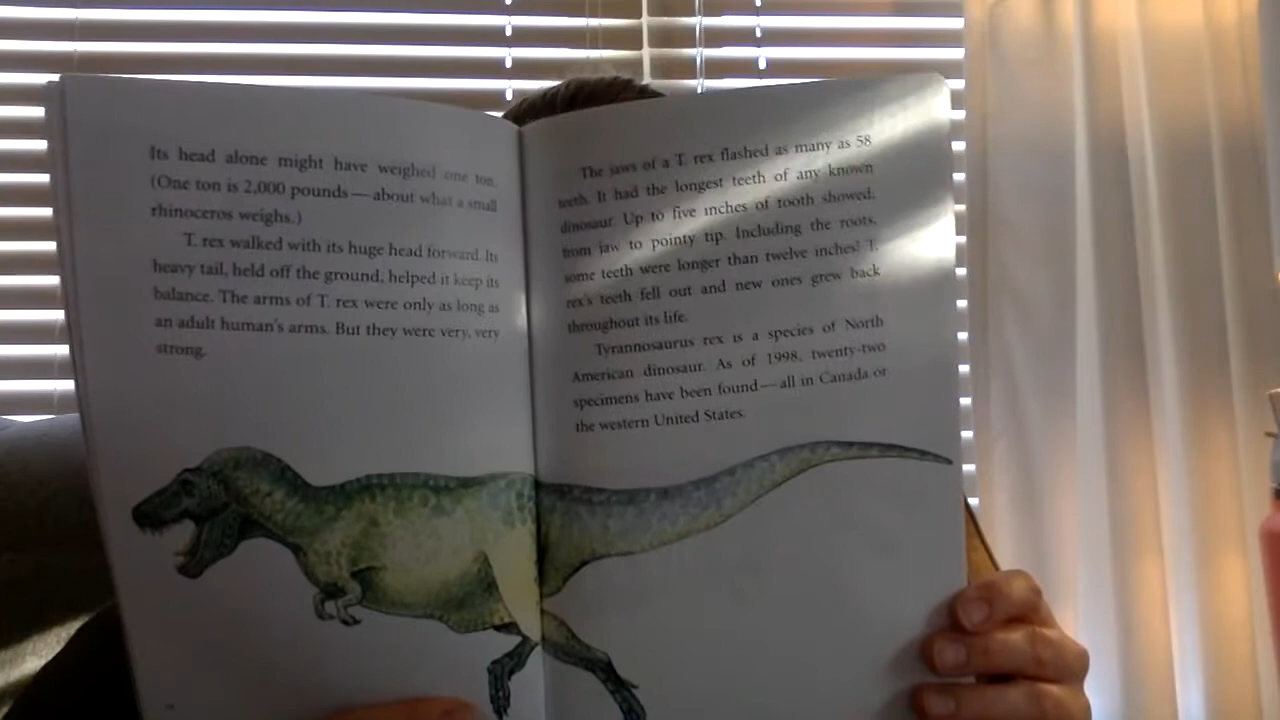 Its head alone might have weighed one ton.
(One ton is 2,000 pounds—about what a small
rhinoceros weighs.)
T. rex walked with its huge head forward. Its
heavy tail, held off the ground, helped it keep its
balance. The arms of T. rex were only as long as
an adult human's arms. But they were very, very
strong.
The jaws of a T. rex flashed as many as 58
teeth. It had the longest teeth of any known
dinosaur. Up to five inches of tooth showed,
from jaw to pointy tip. Including the roots,
some teeth were longer than twelve inches! T.
rex's teeth fell out and new ones grew back
throughout its life.
Tyrannosaurus rex is a species of North
American dinosaur. As of 1998, twenty-two
specimens have been found—all in Canada or
the western United States.